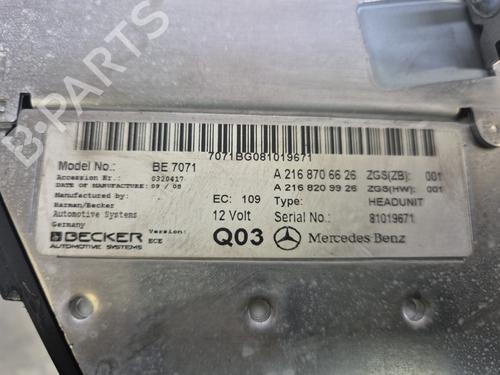 B-PARTS
7071BG081019671
Model No.: BE 7071 A 216 870 66 26 ZGS(ZB): 001
Accession Nr.: 0320417 A 216 820 99 26 ZGS(HW): 001
DATE OF MANUFACTURE: 09 / 08
Manufactured by: EC: 109 Type: HEADUNIT
Harman/Becker
Automotive Systems 12 Volt Serial No.: 81019671
Germany
BECKER Version: Q03 Mercedes Benz
AUTOMOTIVE SYSTEMS ECE